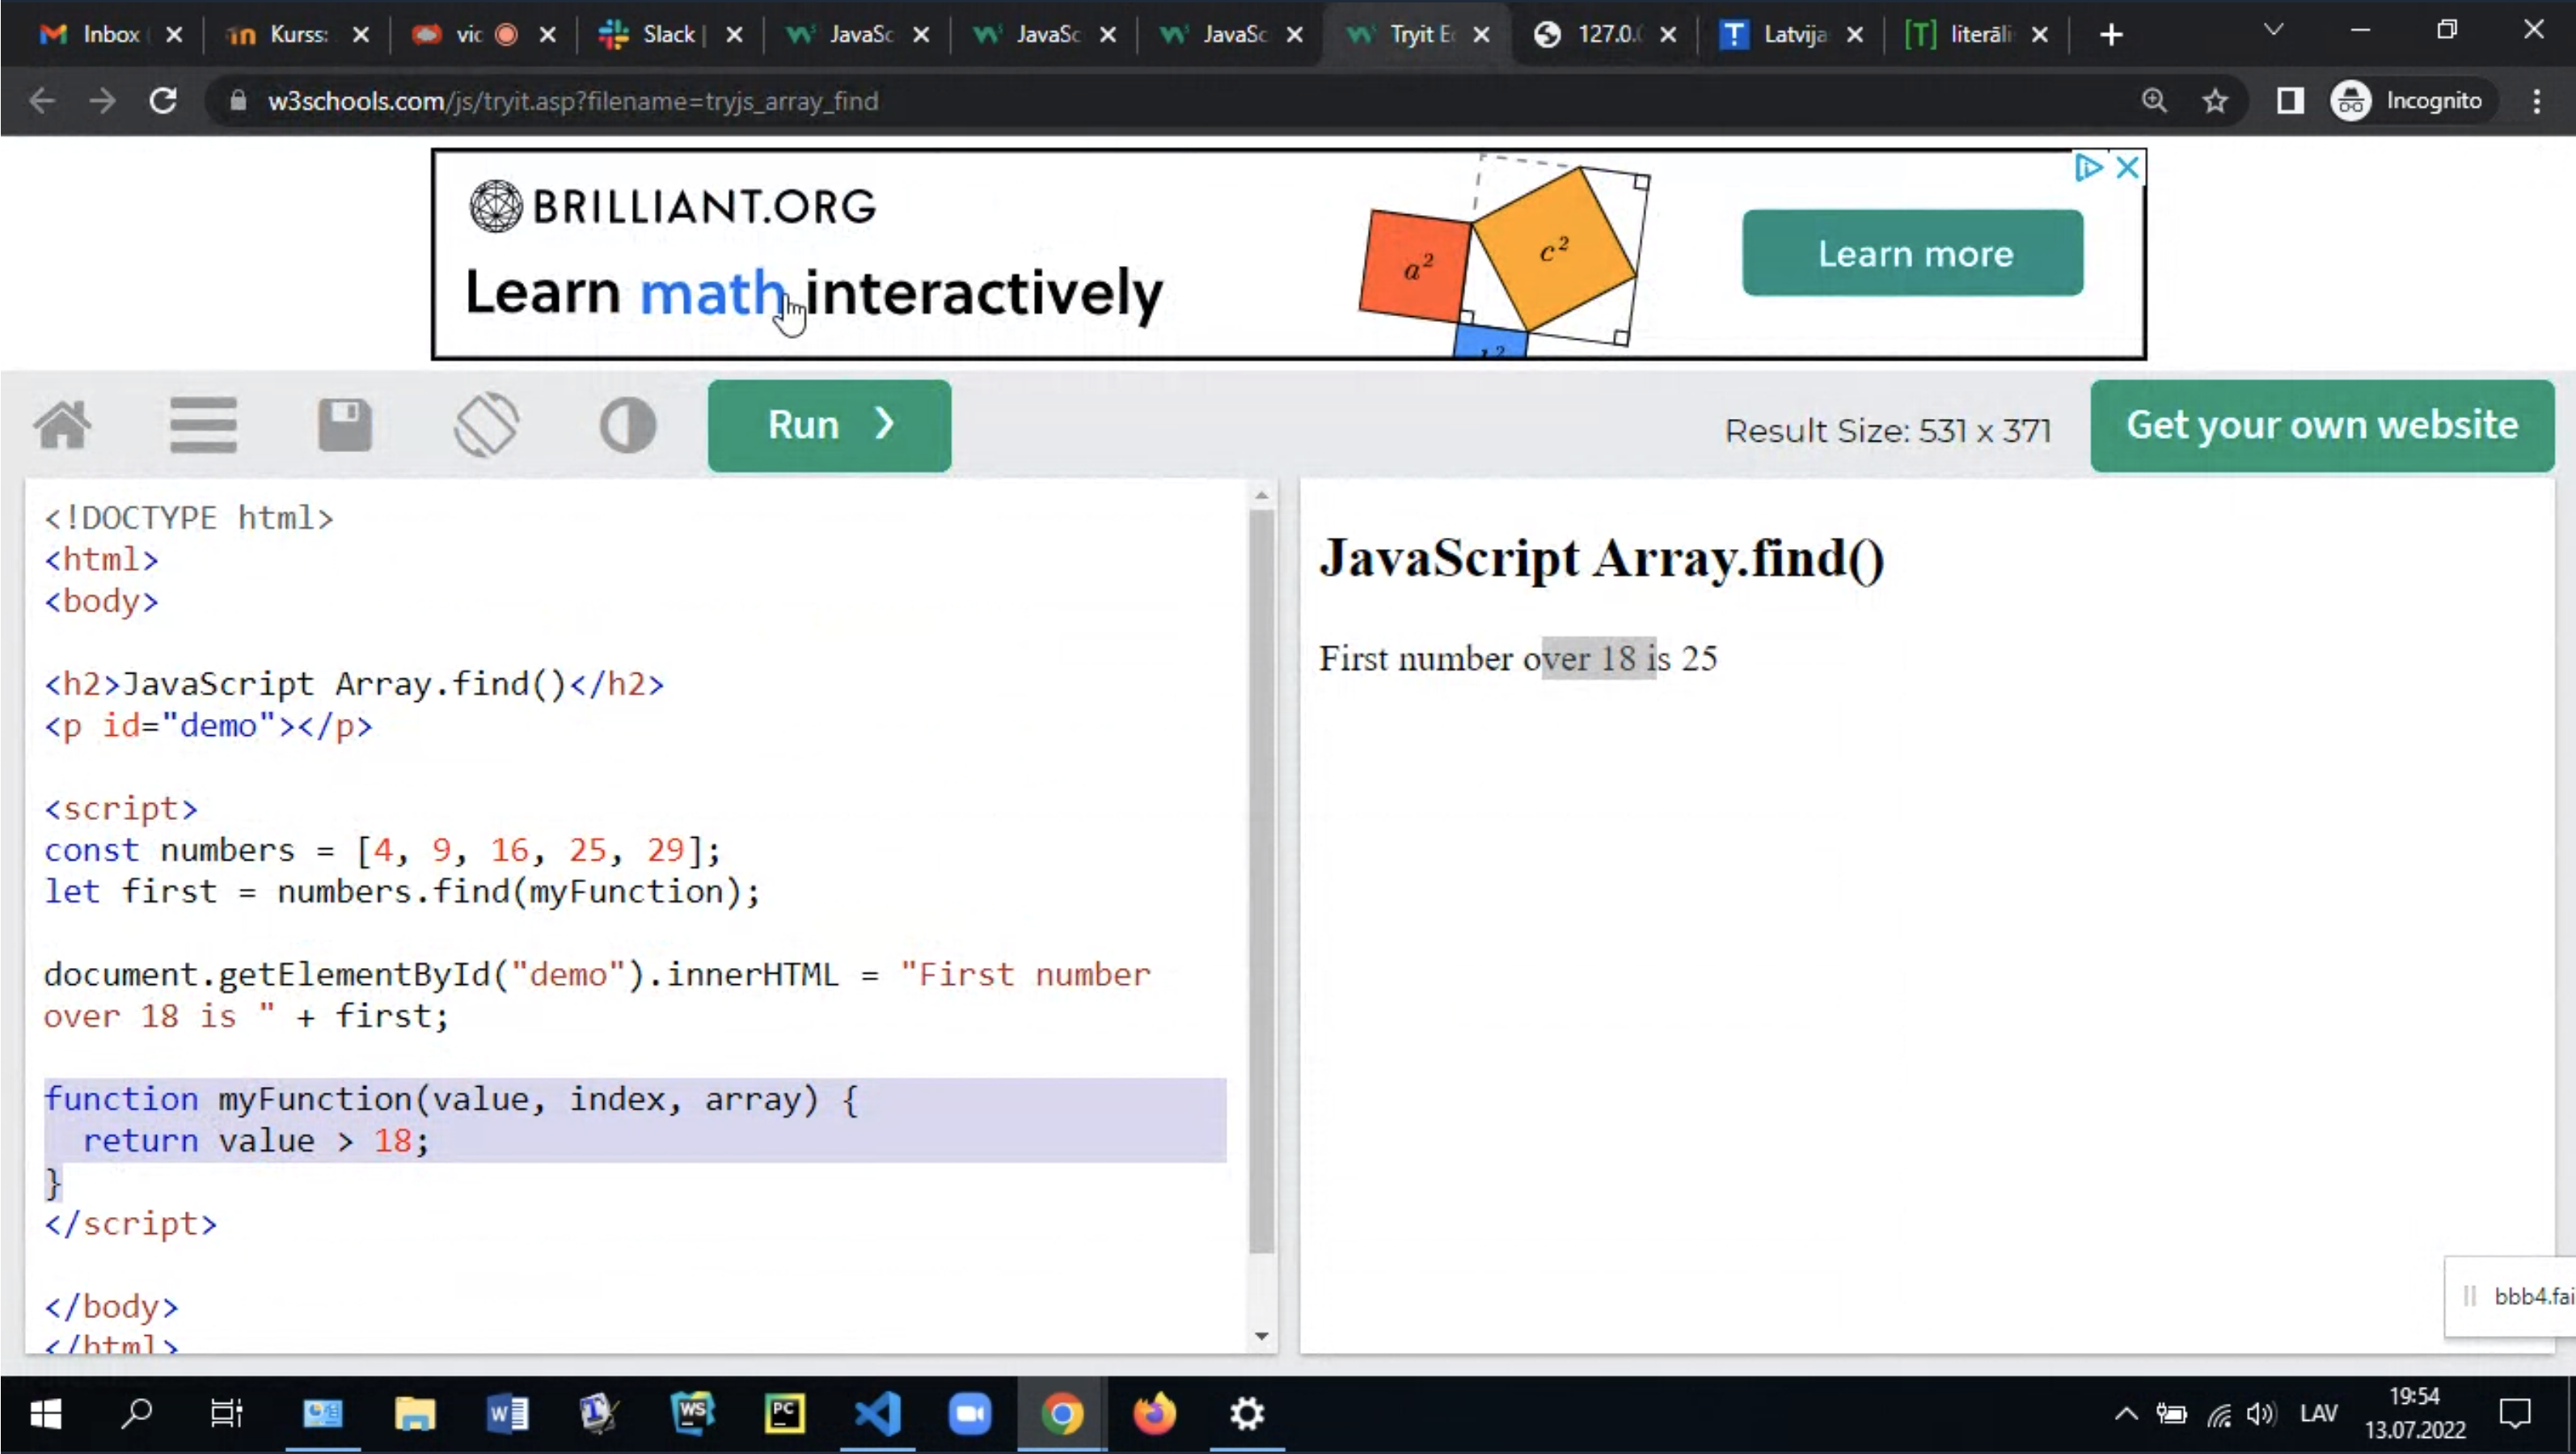 Inbox
Kurss:
vic
Slack |
JavaSc
JavaSc
JavaSc
Tryit E
127.0.
Latvija
[T] literāli
w3schools.com/js/tryit.asp?filename=tryjs_array_find
Incognito
BRILLIANT.ORG
Learn math interactively
a²
c²
Learn more
Run ❯
Result Size: 531 x 371
Get your own website
<!DOCTYPE html>
<html>
<body>
<h2>JavaScript Array.find()</h2>
<p id="demo"></p>
<script>
const numbers = [4, 9, 16, 25, 29];
let first = numbers.find(myFunction);
document.getElementById("demo").innerHTML = "First number
over 18 is " + first;
function myFunction(value, index, array) {
  return value > 18;
}
</script>
</body>
</html>
JavaScript Array.find()
First number over 18 is 25
bbb4.fai
WS
PC
LAV
19:54
13.07.2022